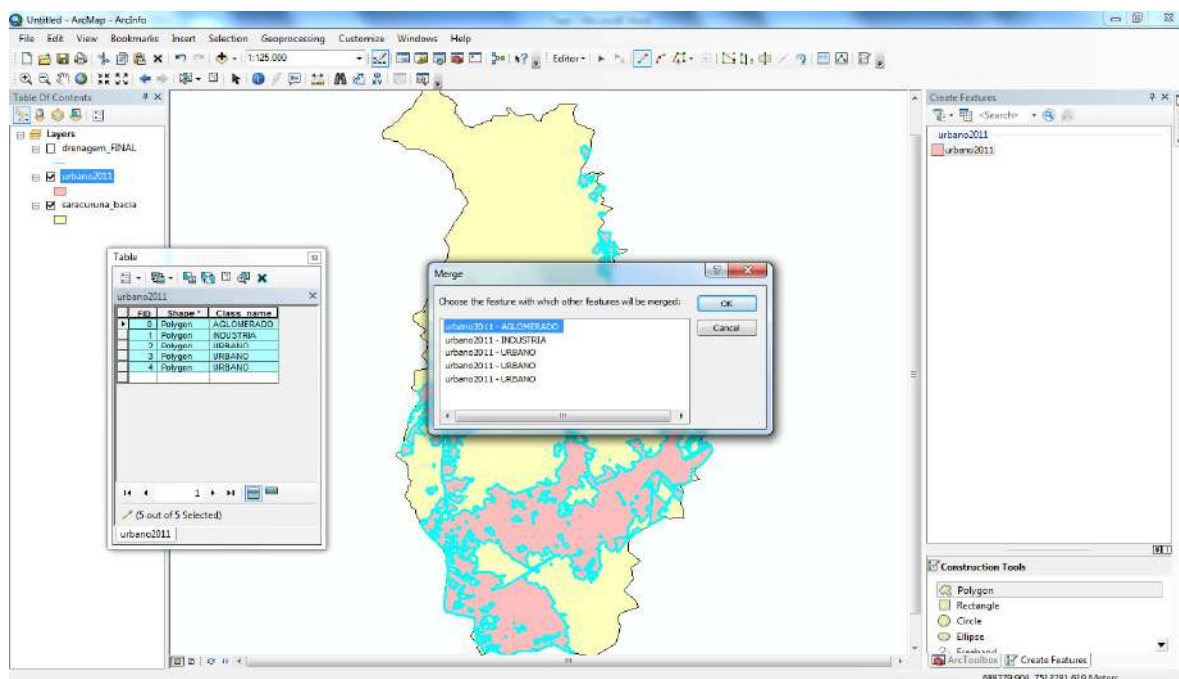 Untitled - ArcMap - ArcInfo
File Edit View Bookmarks Insert Selection Geoprocessing Customize Windows Help
1:125.000
Editor
Table Of Contents
Layers
drenagem_FINAL
urbano2011
saracuruna_bacia
Table
urbano2011
FID Shape * Class_name
0 Polygon AGLOMERADO
1 Polygon INDUSTRIA
2 Polygon URBANO
3 Polygon URBANO
4 Polygon URBANO
1
(5 out of 5 Selected)
urbano2011
Merge
Choose the feature with which other features will be merged:
urbano2011 - AGLOMERADO
urbano2011 - INDUSTRIA
urbano2011 - URBANO
urbano2011 - URBANO
urbano2011 - URBANO
OK
Cancel
Create Features
<Search>
urbano2011
urbano2011
Construction Tools
Polygon
Rectangle
Circle
Ellipse
Freehand
ArcToolbox Create Features